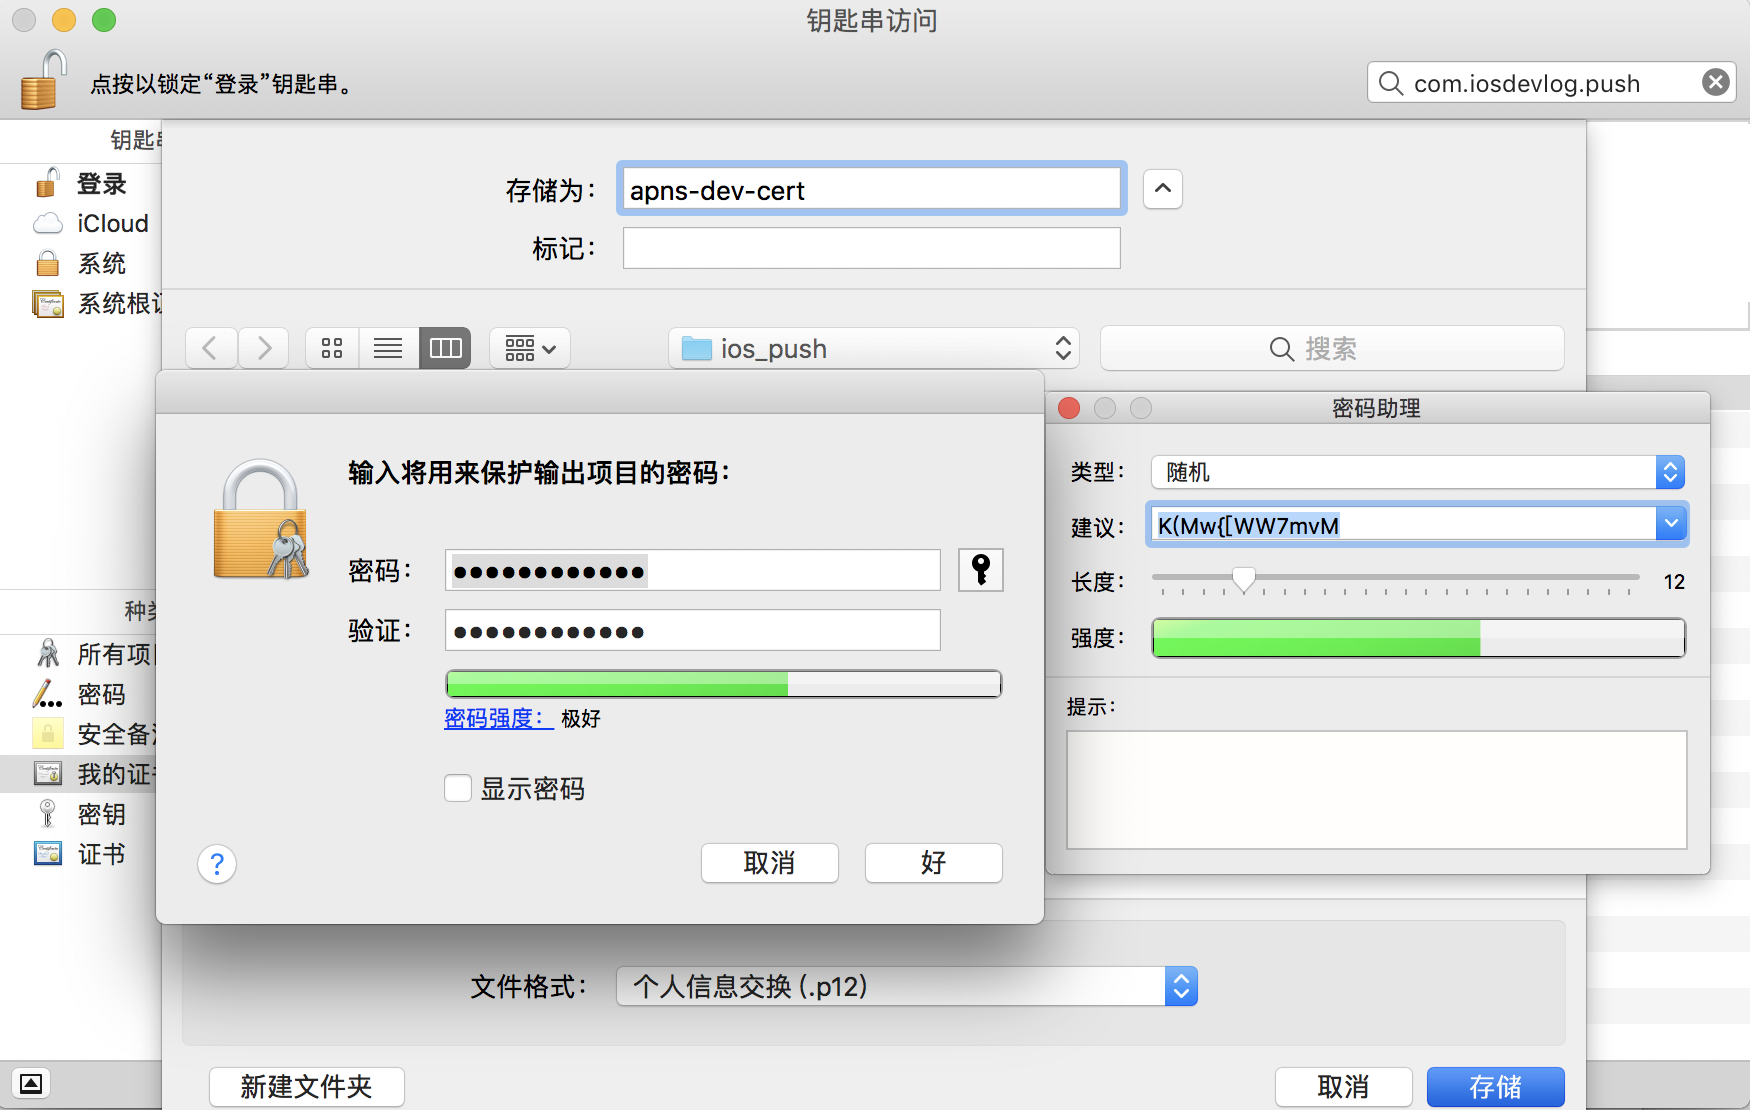 钥匙串访问
点按以锁定“登录”钥匙串。
com.iosdevlog.push
钥匙
登录
iCloud
系统
系统根
存储为：
apns-dev-cert
标记：
ios_push
搜索
输入将用来保护输出项目的密码：
密码：
●●●●●●●●●●●●
验证：
●●●●●●●●●●●●
密码强度： 极好
显示密码
?
取消
好
密码助理
类型： 随机
建议： K(Mw{[WW7mvM
长度： 12
强度：
提示：
种
所有项
密码
安全备
我的证
密钥
证书
文件格式： 个人信息交换 (.p12)
新建文件夹
取消
存储